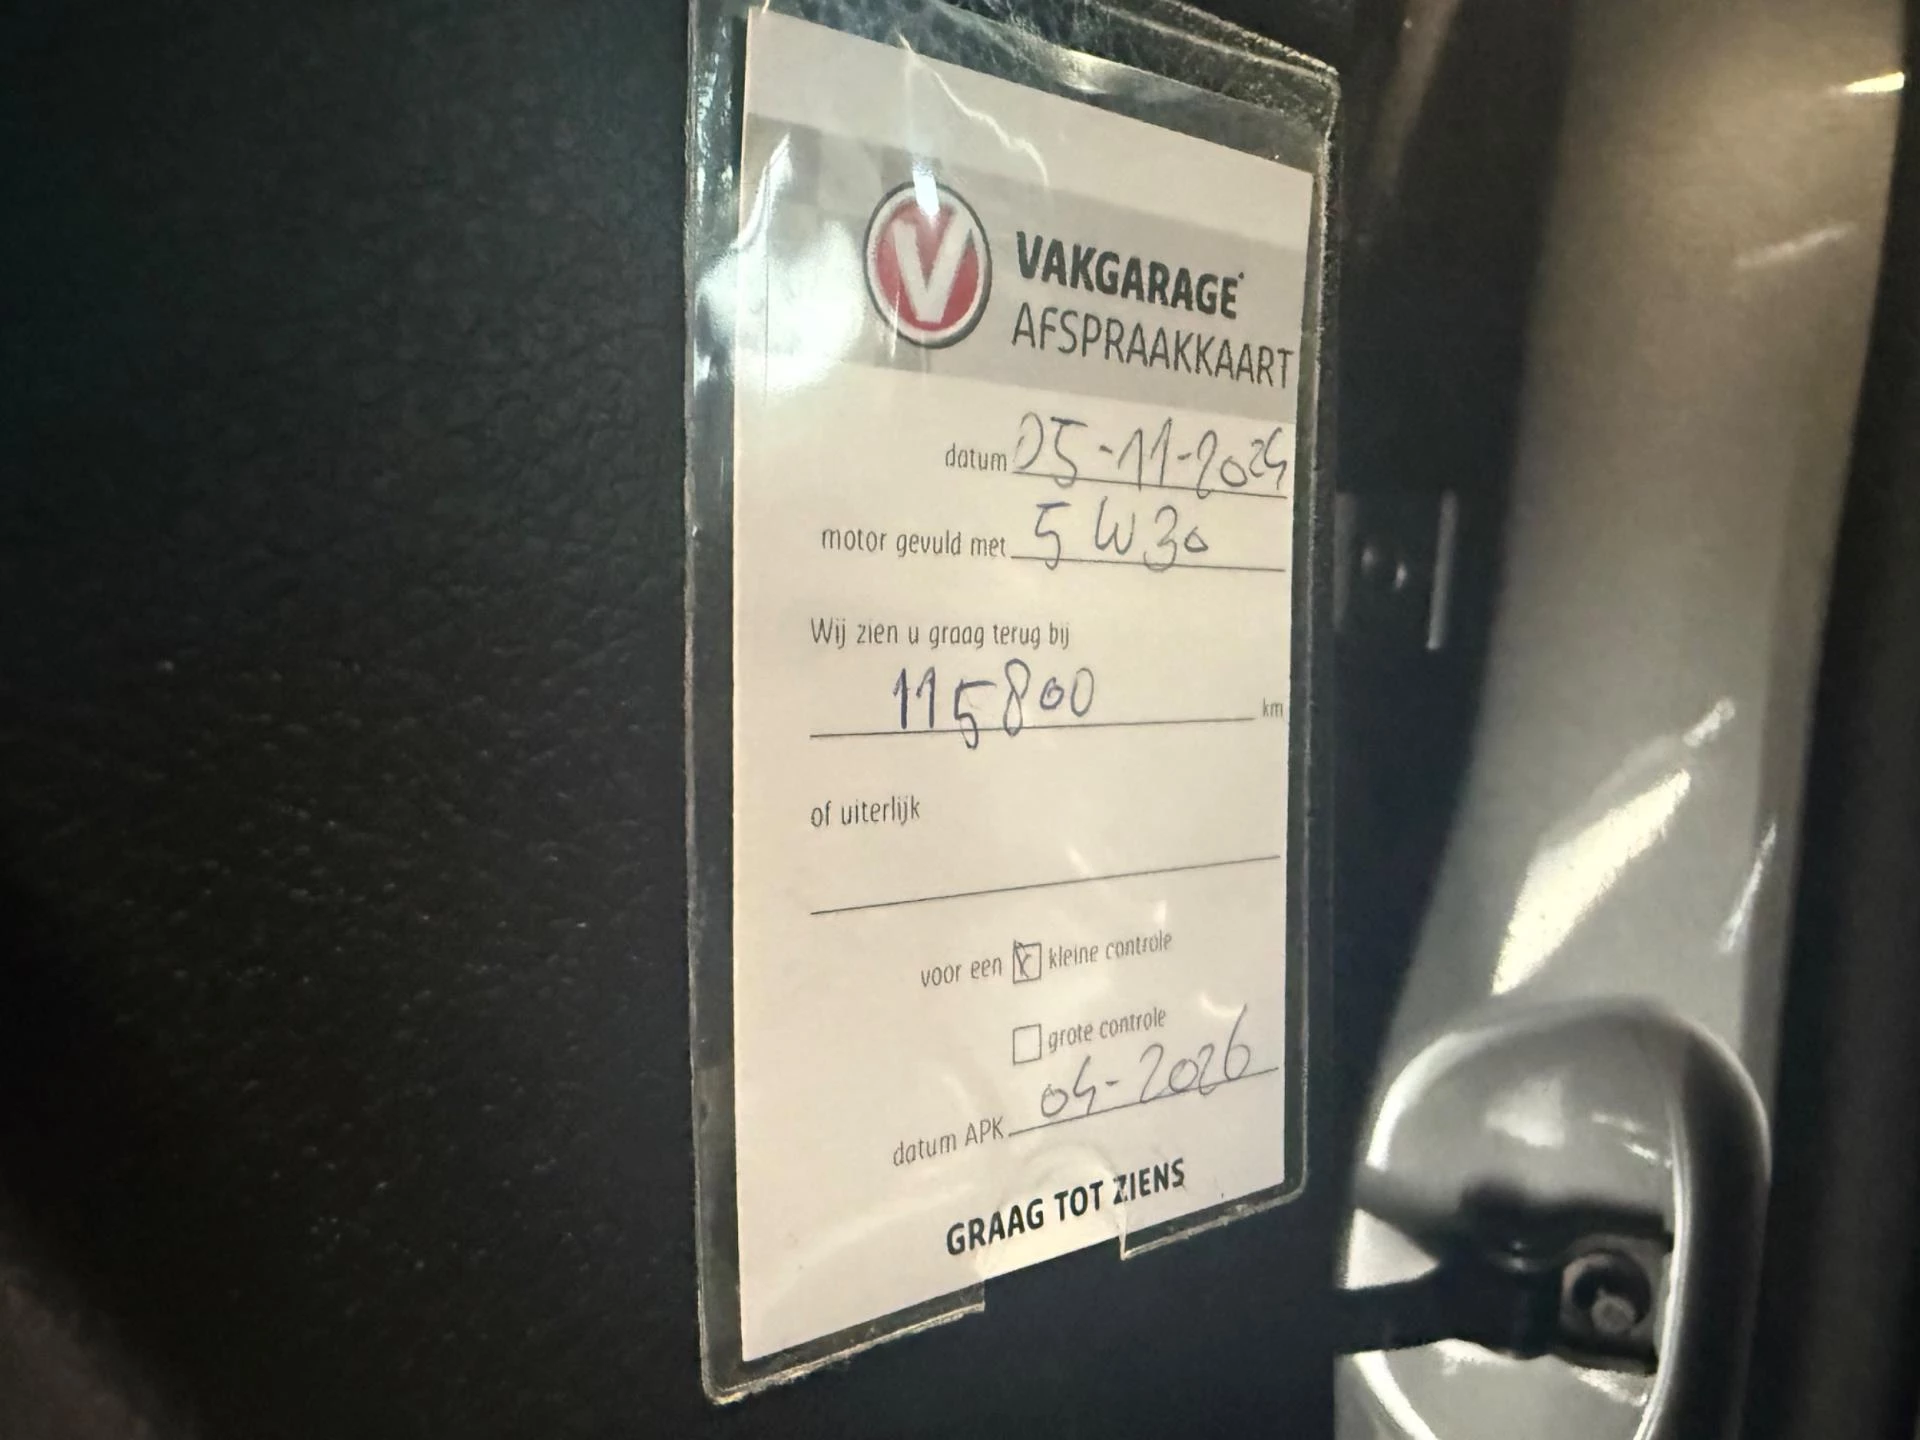 V
VAKGARAGE
AFSPRAAKKAART
datum 05-11-2024
motor gevuld met 5W30
Wij zien u graag terug bij
115800 km
of uiterlijk
voor een kleine controle
grote controle
datum APK 04-2026
GRAAG TOT ZIENS